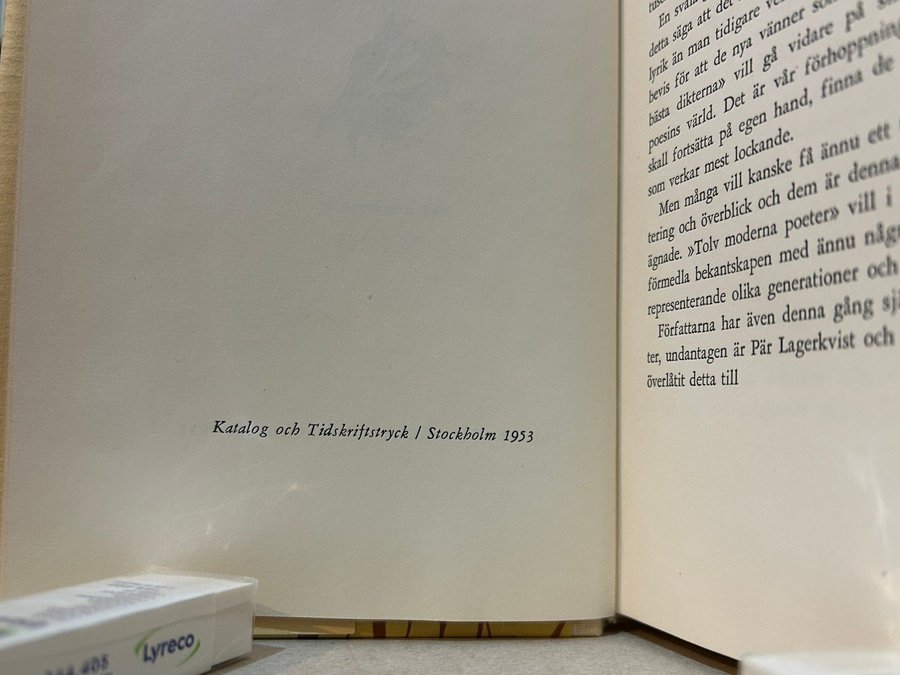 Katalog och Tidskriftstryck / Stockholm 1953
En
detta säga att det
lyrik än man tidigare
bevis för att de nya vänner
bästa dikterna» vill gå vidare på
poesins värld. Det är vår förhoppning
skall fortsätta på egen hand, finna de
som verkar mest lockande.
Men många vill kanske få ännu ett
tering och överblick och dem är denna
ägnade. »Tolv moderna poeter» vill i
förmedla bekantskapen med ännu
representerande olika generationer och
Författarna har även denna gång
ter, undantagen är Pär Lagerkvist och
överlåtit detta till
Lyreco